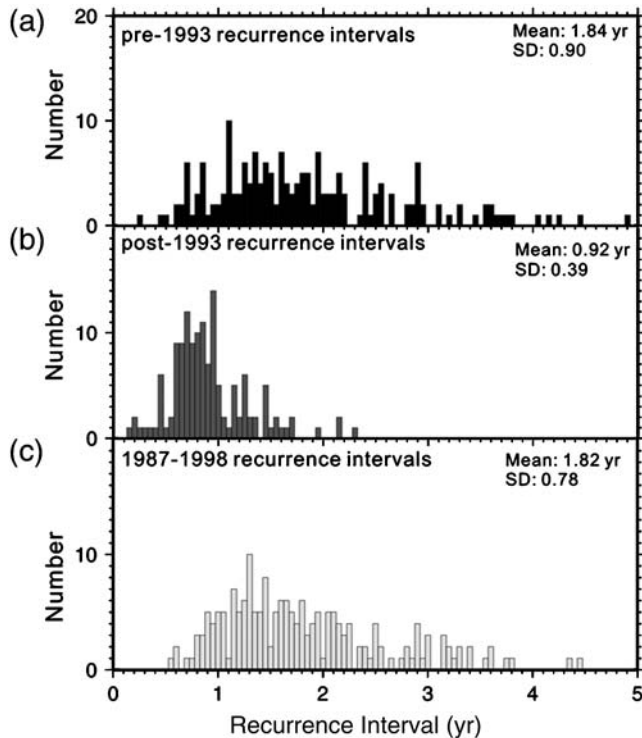 (a)
20
pre-1993 recurrence intervals
Mean: 1.84 yr
SD: 0.90
Number
10
0
(b)
post-1993 recurrence intervals
Mean: 0.92 yr
SD: 0.39
Number
10
0
(c)
1987-1998 recurrence intervals
Mean: 1.82 yr
SD: 0.78
Number
10
0
0 1 2 3 4 5
Recurrence Interval (yr)